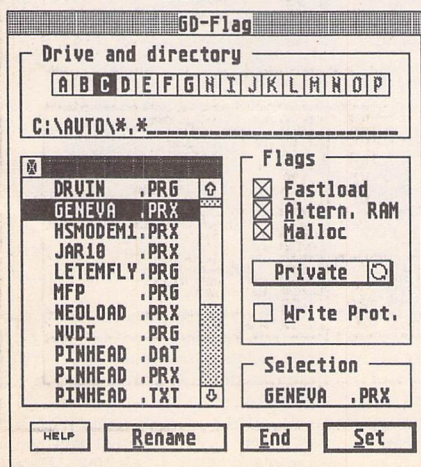 GD-Flag
Drive and directory
A B C D E F G H I J K L M N O P
C:\AUTO\*.*
DRVIN .PRG
GENEVA .PRX
HSMODEM1.PRX
JAR10 .PRX
LETEMFLY.PRG
MFP .PRG
NEOLOAD .PRX
NVDI .PRG
PINHEAD .DAT
PINHEAD .PRX
PINHEAD .TXT
Flags
Fastload
Altern. RAM
Malloc
Private
Write Prot.
Selection
GENEVA .PRX
HELP Rename End Set